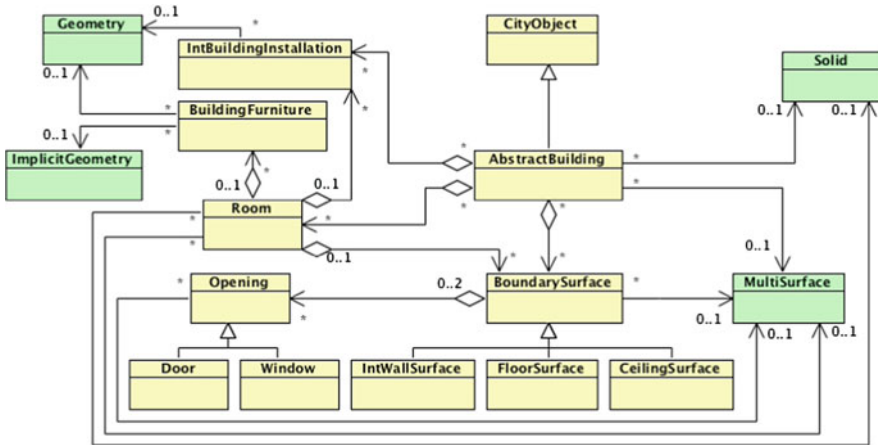 0..1
*
Geometry
CityObject
IntBuildingInstallation
Solid
0..1
*
*
BuildingFurniture
*
0..1
0..1
0..1
*
ImplicitGeometry
*
AbstractBuilding
*
*
0..1
0..1
*
*
Room
*
*
*
*
*
0..1
*
*
0..1
*
Opening
0..2
BoundarySurface
*
MultiSurface
*
0..1
0..1
0..1
Door
Window
IntWallSurface
FloorSurface
CeilingSurface